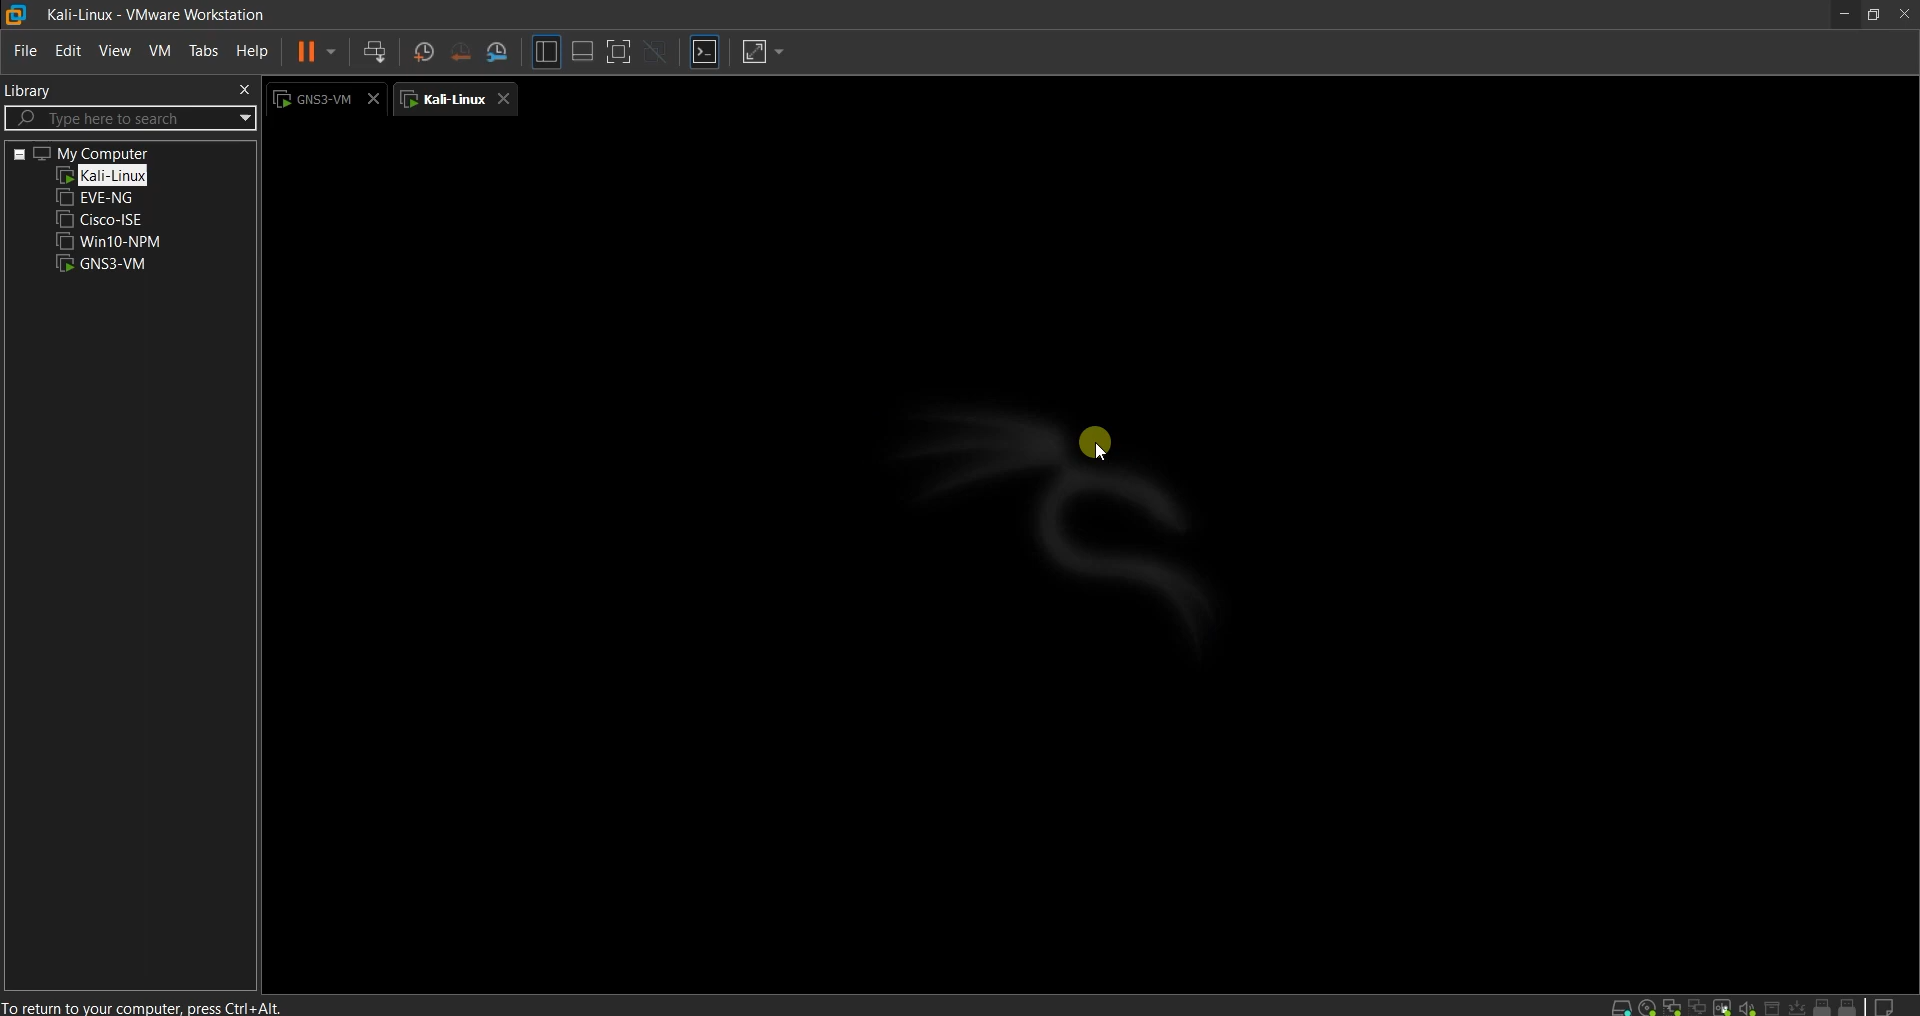 Kali-Linux - VMware Workstation
File Edit View VM Tabs Help
Library
Type here to search
GNS3-VM Kali-Linux
My Computer
Kali-Linux
EVE-NG
Cisco-ISE
Win10-NPM
GNS3-VM
To return to your computer, press Ctrl+Alt.